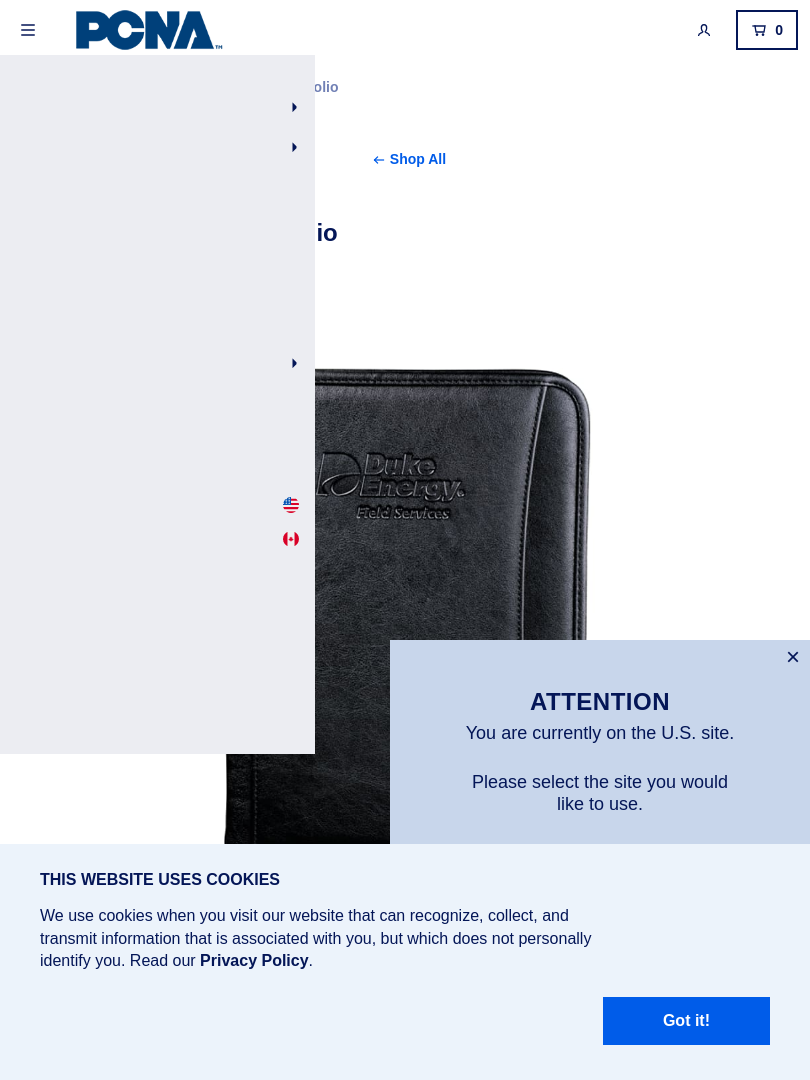 PCNA™
0
olio
← Shop All
io
Duke
Energy®
Field Services
ATTENTION
You are currently on the U.S. site.
Please select the site you would
like to use.
THIS WEBSITE USES COOKIES
We use cookies when you visit our website that can recognize, collect, and
transmit information that is associated with you, but which does not personally
identify you. Read our Privacy Policy.
Got it!